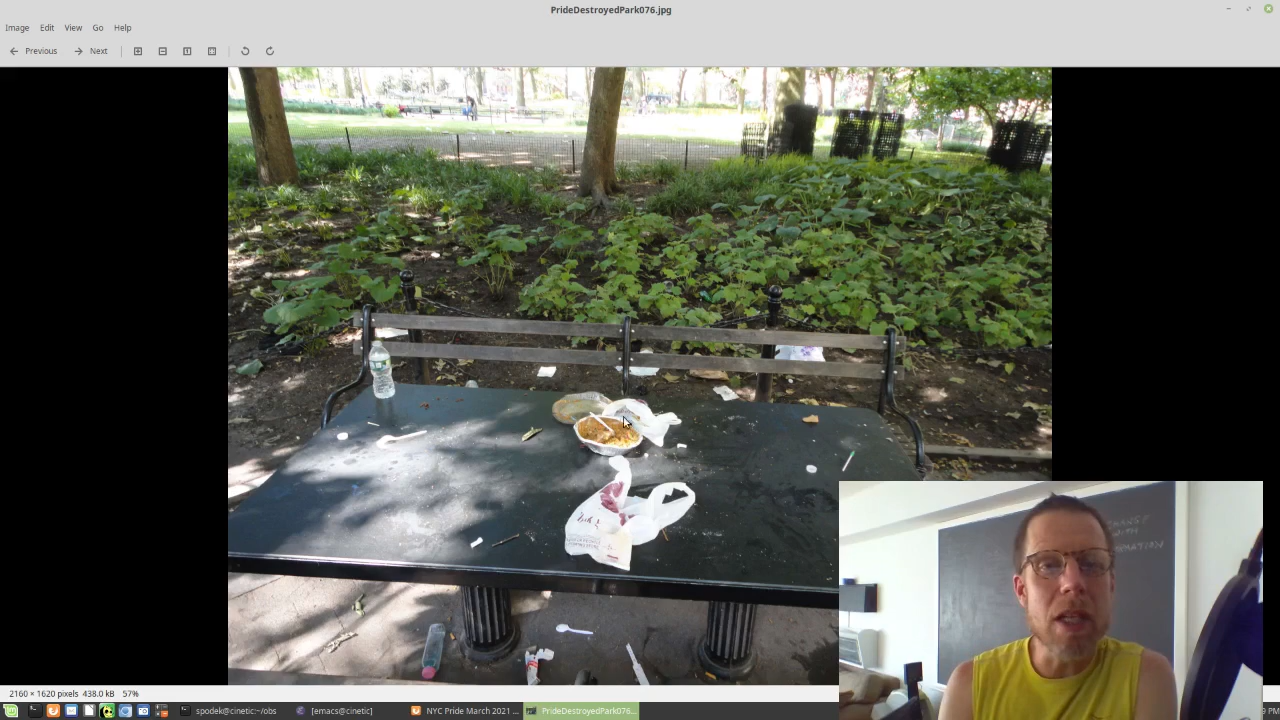 PrideDestroyedPark076.jpg
Image Edit View Go Help
Previous Next
2160 × 1620 pixels 438.0 kB 57%
spodek@cinetic:~/obs
[emacs@cinetic]
NYC Pride March 2021 ...
PrideDestroyedPark076...
PM